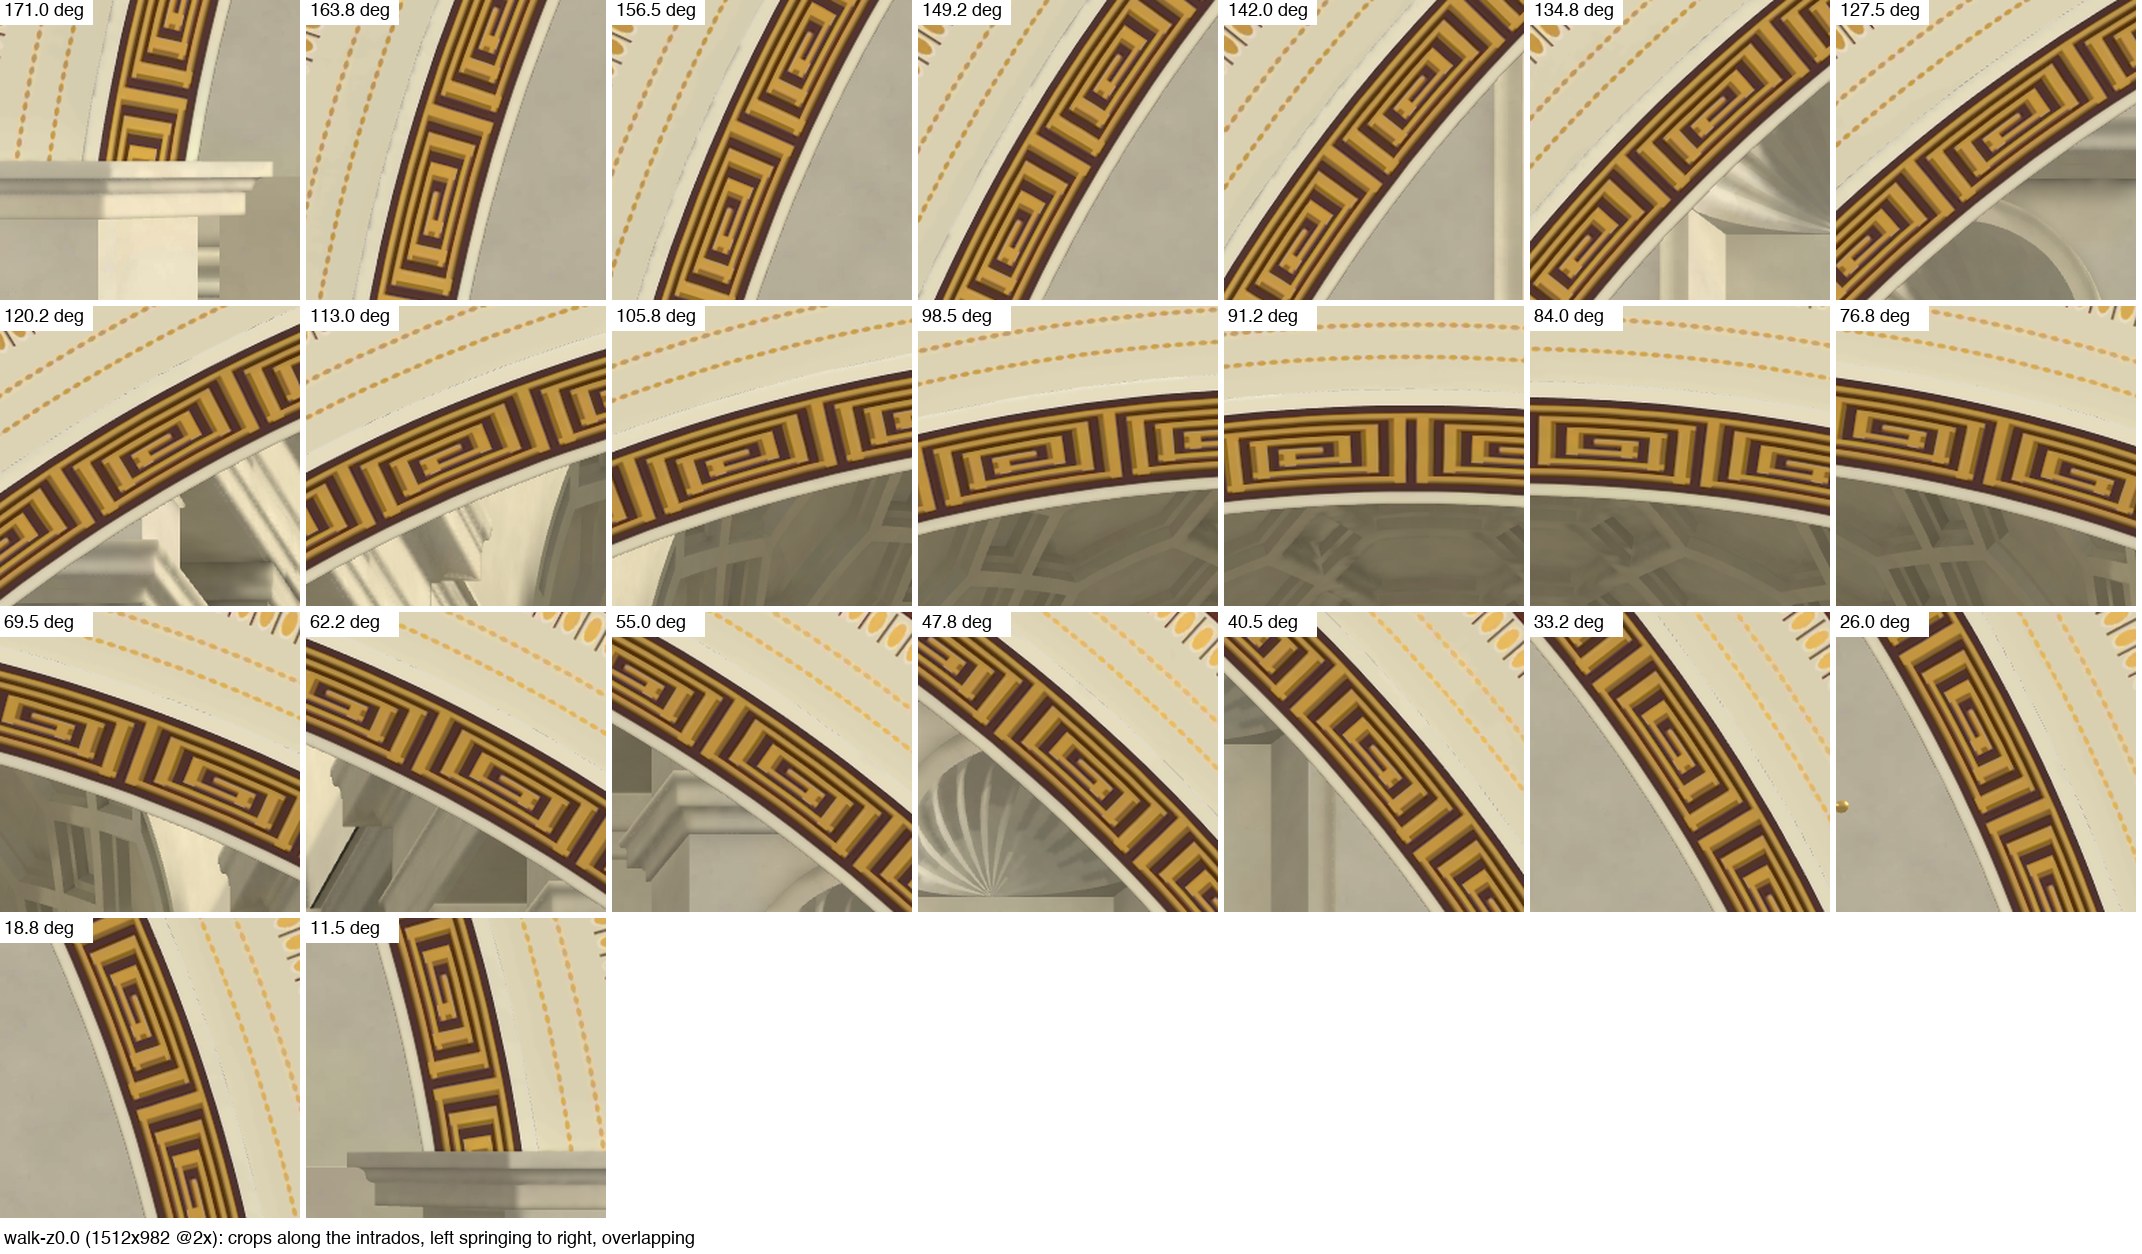 171.0 deg
163.8 deg
156.5 deg
149.2 deg
142.0 deg
134.8 deg
127.5 deg
120.2 deg
113.0 deg
105.8 deg
98.5 deg
91.2 deg
84.0 deg
76.8 deg
69.5 deg
62.2 deg
55.0 deg
47.8 deg
40.5 deg
33.2 deg
26.0 deg
18.8 deg
11.5 deg
walk-z0.0 (1512x982 @2x): crops along the intrados, left springing to right, overlapping